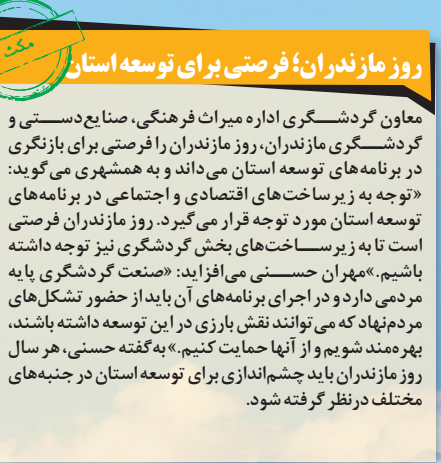 مکث
روز مازندران؛ فرصتی برای توسعه استان
معاون گردشــــگری اداره میراث فرهنگی، صنایع‌دســــتی و
گردشــــگری مازندران، روز مازندران را فرصتی برای بازنگری
در برنامه‌های توسعه استان می‌داند و به همشهری می‌گوید:
«توجه به زیرساخت‌های اقتصادی و اجتماعی در برنامه‌های
توسعه استان مورد توجه قرار می‌گیرد. روز مازندران فرصتی
است تا به زیرســــاخت‌های بخش گردشگری نیز توجه داشته
باشیم.»مهران حســــنی می‌افزاید: «صنعت گردشگری پایه
مردمی دارد و در اجرای برنامه‌های آن باید از حضور تشکل‌های
مردم‌نهاد که می‌توانند نقش بارزی در این توسعه داشته باشند،
بهره‌مند شویم و از آنها حمایت کنیم.» به‌گفته حسنی، هر سال
روز مازندران باید چشم‌اندازی برای توسعه استان در جنبه‌های
مختلف درنظر گرفته شود.